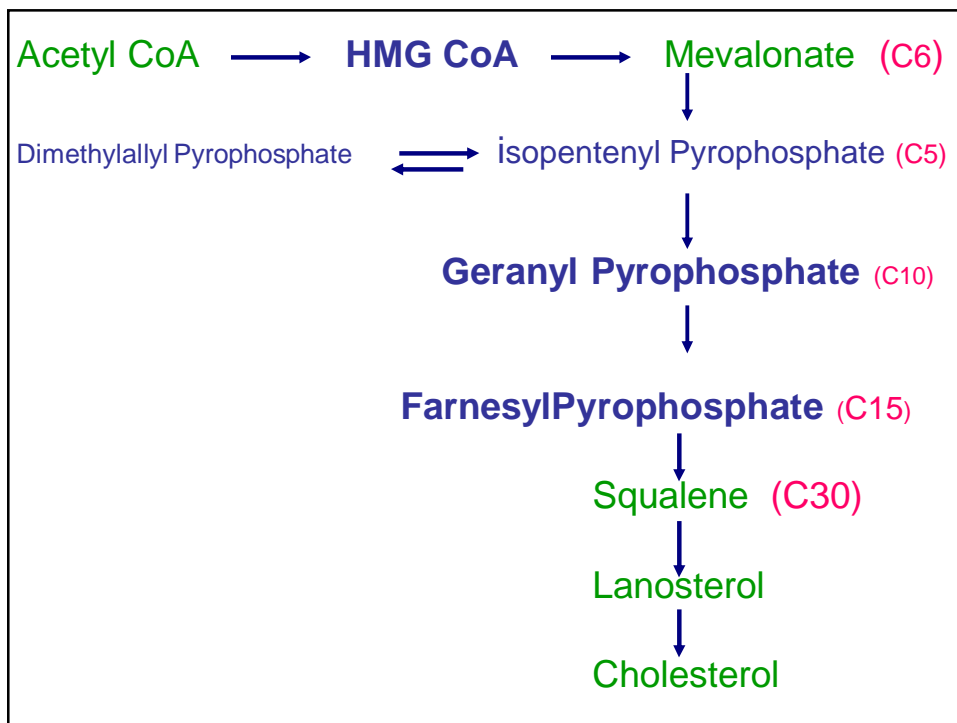 Acetyl CoA HMG CoA Mevalonate (C6)
Dimethylallyl Pyrophosphate isopentenyl Pyrophosphate (C5)
Geranyl Pyrophosphate (C10)
FarnesylPyrophosphate (C15)
Squalene (C30)
Lanosterol
Cholesterol